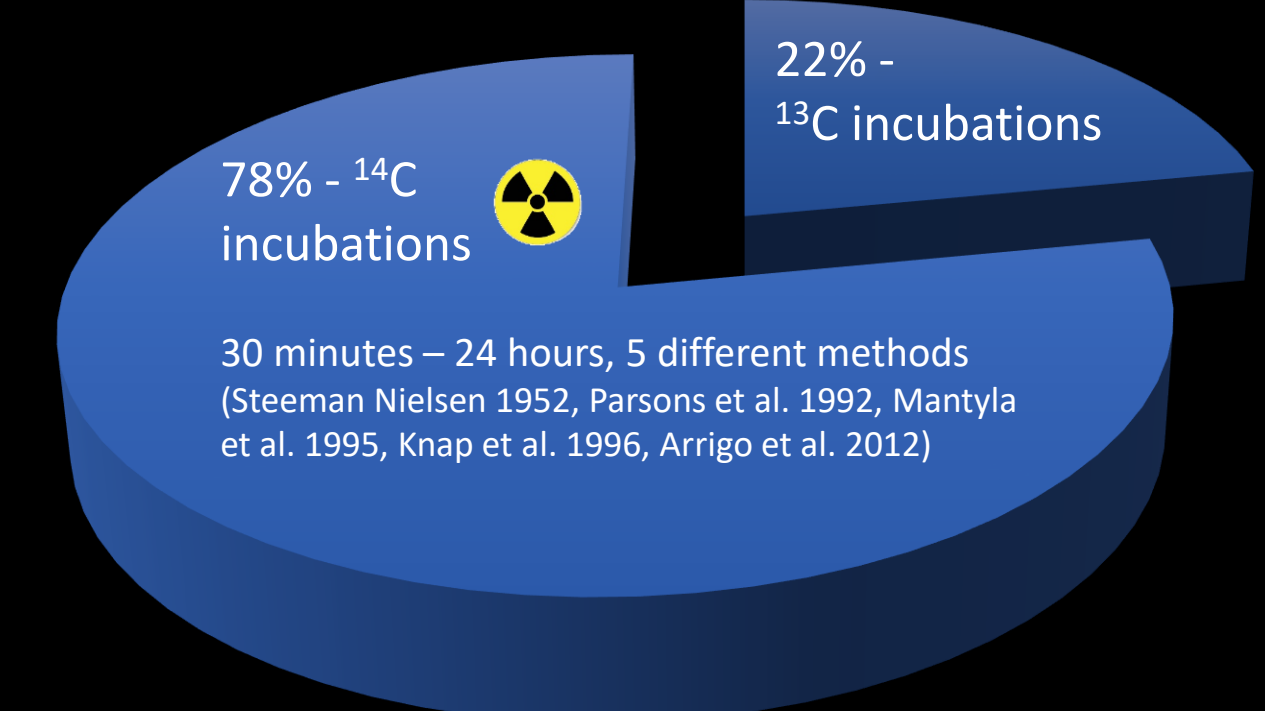 22% -
¹³C incubations
78% - ¹⁴C
incubations
30 minutes – 24 hours, 5 different methods
(Steeman Nielsen 1952, Parsons et al. 1992, Mantyla
et al. 1995, Knap et al. 1996, Arrigo et al. 2012)